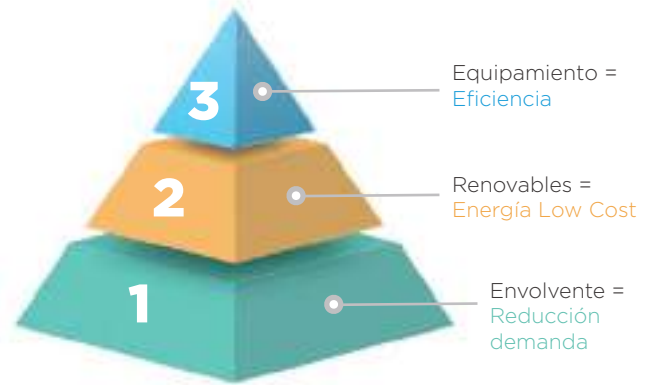 3
Equipamiento =
Eficiencia
2
Renovables =
Energía Low Cost
1
Envolvente =
Reducción
demanda